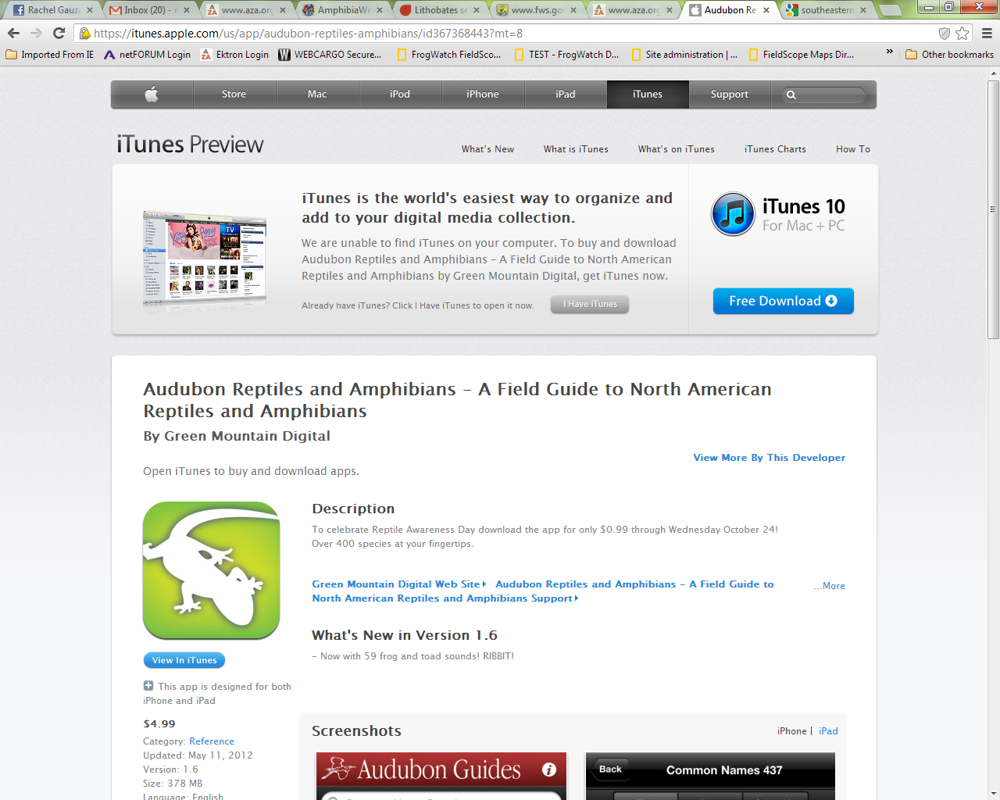 Rachel Gauz
Inbox (20) - r
www.aza.org
AmphibiaWe
Lithobates se
www.fws.gov
www.aza.org
Audubon Re
southeastern
https://itunes.apple.com/us/app/audubon-reptiles-amphibians/id367368443?mt=8
Imported From IE
netFORUM Login
Ektron Login
WEBCARGO Secure...
FrogWatch FieldSco...
TEST - FrogWatch D...
Site administration | ...
FieldScope Maps Dir...
»
Other bookmarks
Store
Mac
iPod
iPhone
iPad
iTunes
Support
iTunes Preview
What's New
What is iTunes
What's on iTunes
iTunes Charts
How To
iTunes is the world's easiest way to organize and
add to your digital media collection.
We are unable to find iTunes on your computer. To buy and download
Audubon Reptiles and Amphibians – A Field Guide to North American
Reptiles and Amphibians by Green Mountain Digital, get iTunes now.
Already have iTunes? Click I Have iTunes to open it now.
I Have iTunes
iTunes 10
For Mac + PC
Free Download
Audubon Reptiles and Amphibians – A Field Guide to North American
Reptiles and Amphibians
By Green Mountain Digital
View More By This Developer
Open iTunes to buy and download apps.
Description
To celebrate Reptile Awareness Day download the app for only $0.99 through Wednesday October 24!
Over 400 species at your fingertips.
Green Mountain Digital Web Site
Audubon Reptiles and Amphibians – A Field Guide to
North American Reptiles and Amphibians Support
...More
What's New in Version 1.6
– Now with 59 frog and toad sounds! RIBBIT!
View In iTunes
This app is designed for both
iPhone and iPad
$4.99
Category: Reference
Updated: May 11, 2012
Version: 1.6
Size: 378 MB
Language: English
Screenshots
iPhone | iPad
Audubon Guides
Back
Common Names 437